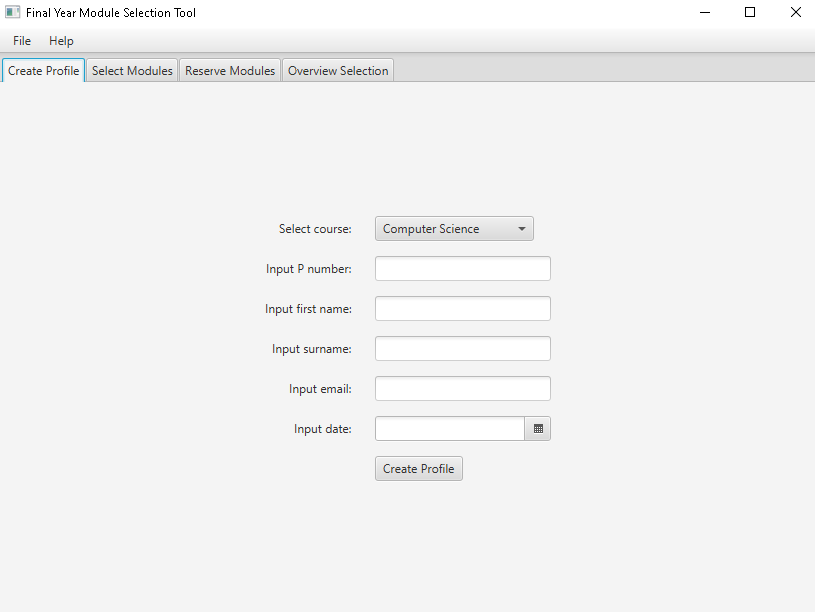 Final Year Module Selection Tool
File Help
Create Profile Select Modules Reserve Modules Overview Selection
Select course: Computer Science
Input P number:
Input first name:
Input surname:
Input email:
Input date:
Create Profile